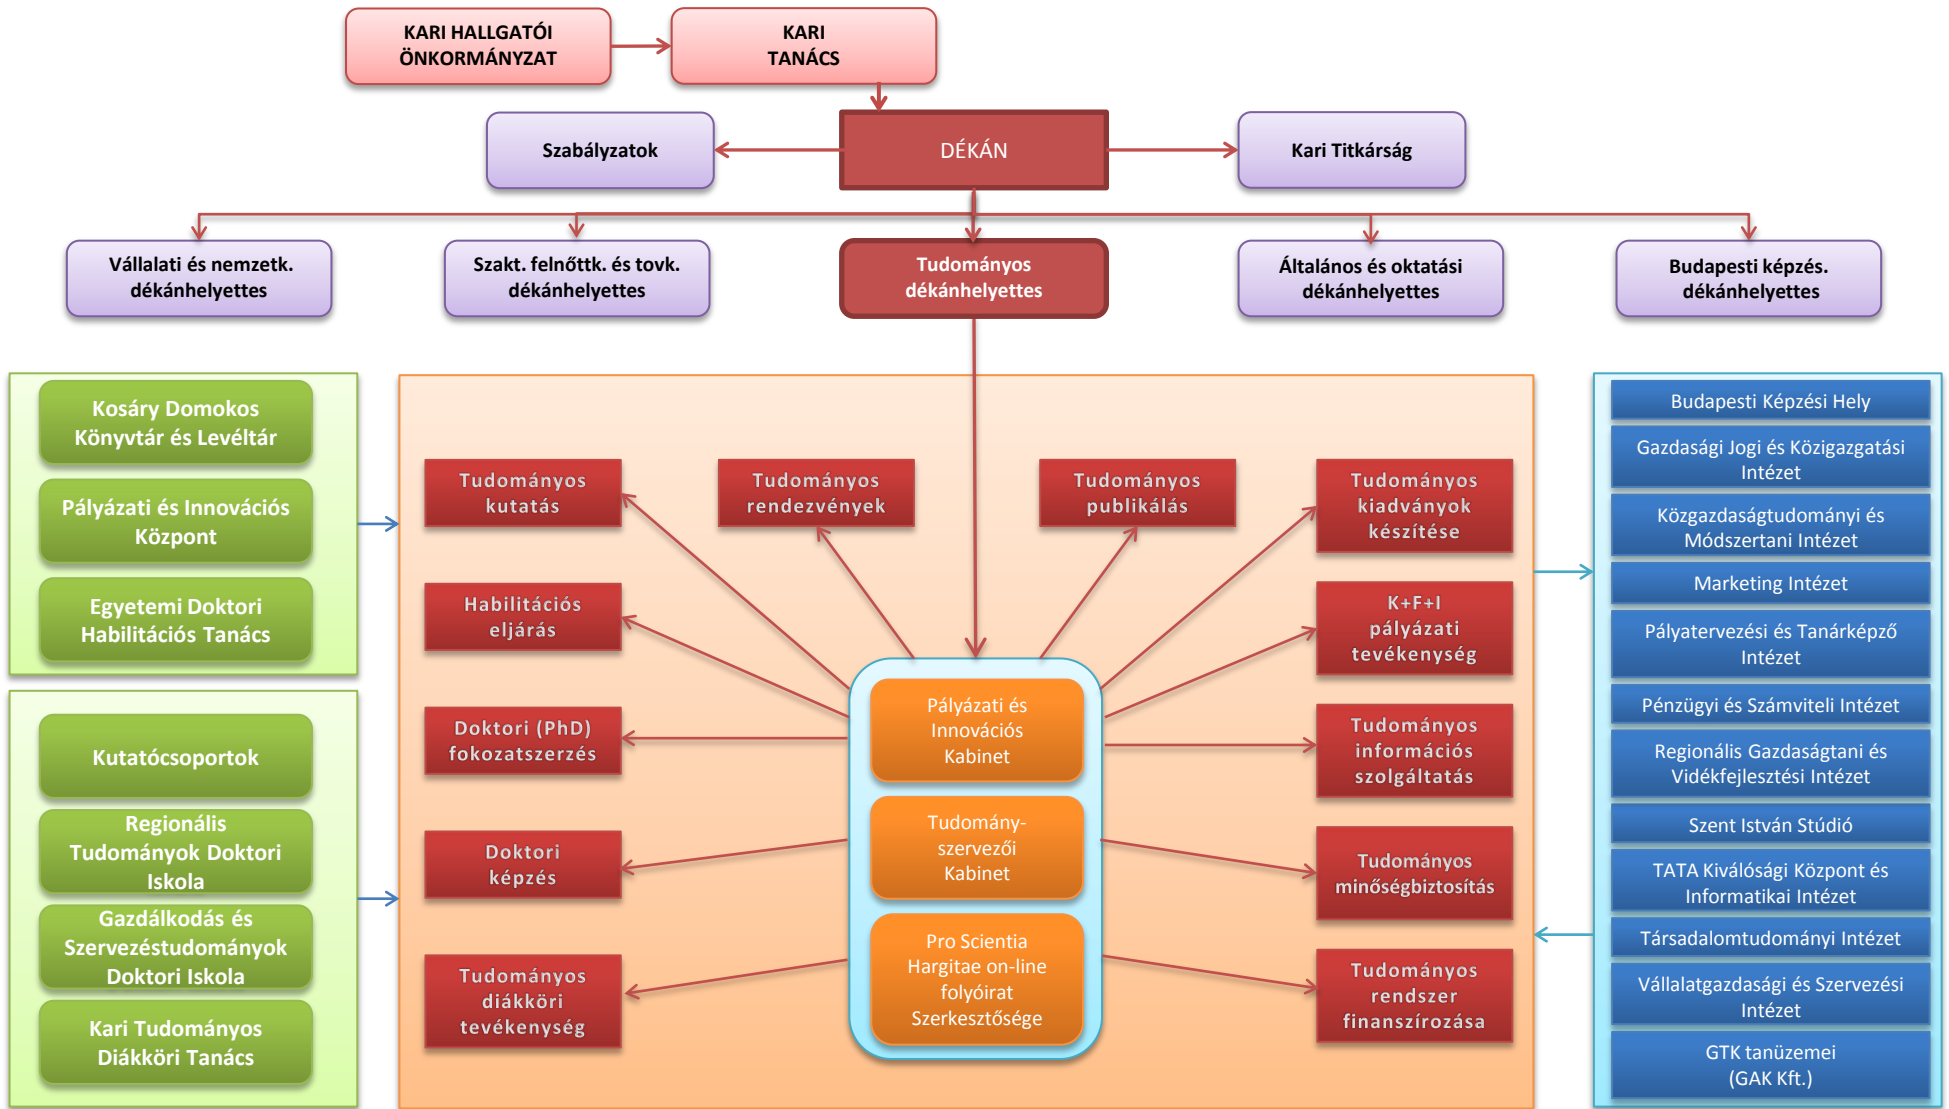 KARI HALLGATÓI
ÖNKORMÁNYZAT
KARI
TANÁCS
Szabályzatok
DÉKÁN
Kari Titkárság
Vállalati és nemzetk.
dékánhelyettes
Szakt. felnőttk. és tovk.
dékánhelyettes
Tudományos
dékánhelyettes
Általános és oktatási
dékánhelyettes
Budapesti képzés.
dékánhelyettes
Kosáry Domokos
Könyvtár és Levéltár
Pályázati és Innovációs
Központ
Egyetemi Doktori
Habilitációs Tanács
Kutatócsoportok
Regionális
Tudományok Doktori
Iskola
Gazdálkodás és
Szervezéstudományok
Doktori Iskola
Kari Tudományos
Diákköri Tanács
Tudományos
kutatás
Tudományos
rendezvények
Tudományos
publikálás
Tudományos
kiadványok
készítése
Habilitációs
eljárás
K+F+I
pályázati
tevékenység
Doktori (PhD)
fokozatszerzés
Tudományos
információs
szolgáltatás
Doktori
képzés
Tudományos
minőségbiztosítás
Tudományos
diákköri
tevékenység
Tudományos
rendszer
finanszírozása
Pályázati és
Innovációs
Kabinet
Tudomány-
szervezői
Kabinet
Pro Scientia
Hargitae on-line
folyóirat
Szerkesztősége
Budapesti Képzési Hely
Gazdasági Jogi és Közigazgatási
Intézet
Közgazdaságtudományi és
Módszertani Intézet
Marketing Intézet
Pályatervezési és Tanárképző
Intézet
Pénzügyi és Számviteli Intézet
Regionális Gazdaságtani és
Vidékfejlesztési Intézet
Szent István Stúdió
TATA Kiválósági Központ és
Informatikai Intézet
Társadalomtudományi Intézet
Vállalatgazdasági és Szervezési
Intézet
GTK tanüzemei
(GAK Kft.)